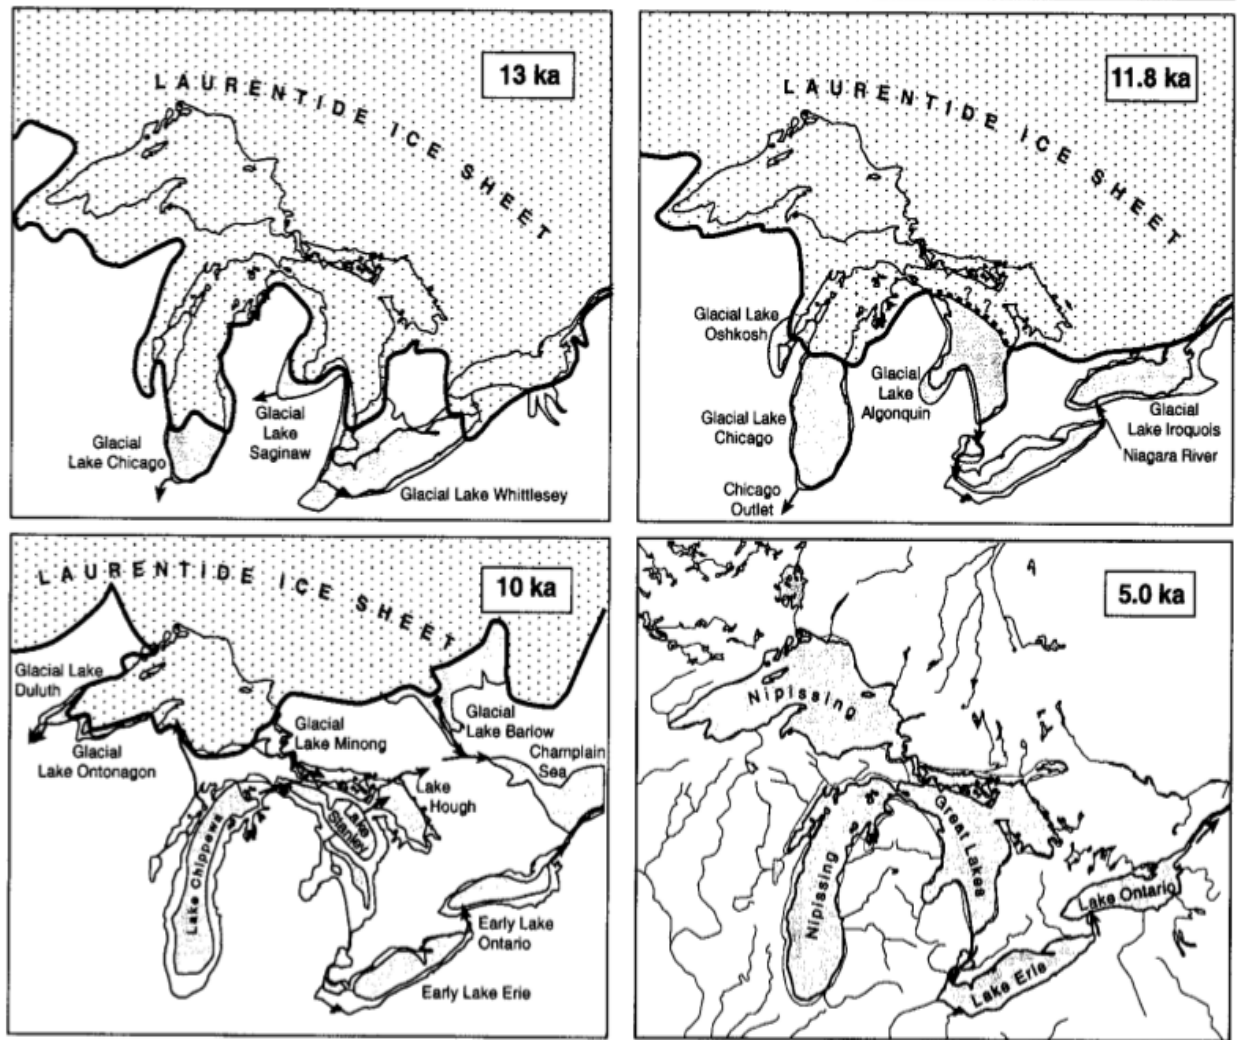 13 ka
LAURENTIDE ICE SHEET
Glacial
Lake Chicago
Glacial
Lake
Saginaw
Glacial Lake Whittlesey
11.8 ka
LAURENTIDE ICE SHEET
Glacial Lake
Oshkosh
Glacial
Lake
Algonquin
Glacial Lake
Chicago
Glacial
Lake Iroquois
Niagara River
Chicago
Outlet
? ?
10 ka
LAURENTIDE ICE SHEET
Glacial Lake
Duluth
Glacial
Lake Ontonagon
Glacial
Lake Minong
Glacial
Lake Barlow
Champlain
Sea
Lake
Hough
Lake
Stanley
Lake Chippewa
Early Lake
Ontario
Early Lake Erie
5.0 ka
Nipissing
Nipissing
Great Lakes
Lake Ontario
Lake Erie